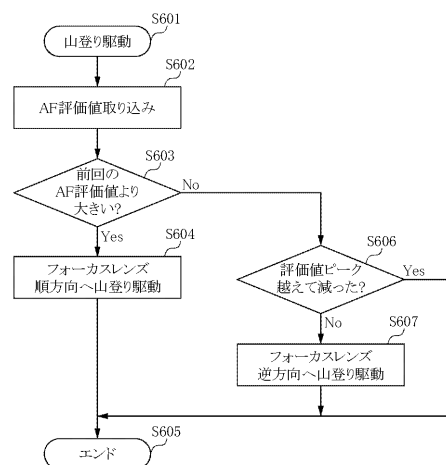 S601
山登り駆動
S602
AF評価値取り込み
S603
前回の
AF評価値より
大きい?
No
Yes
S604
フォーカスレンズ
順方向へ山登り駆動
S606
評価値ピーク
越えて減った?
Yes
No
S607
フォーカスレンズ
逆方向へ山登り駆動
S605
エンド